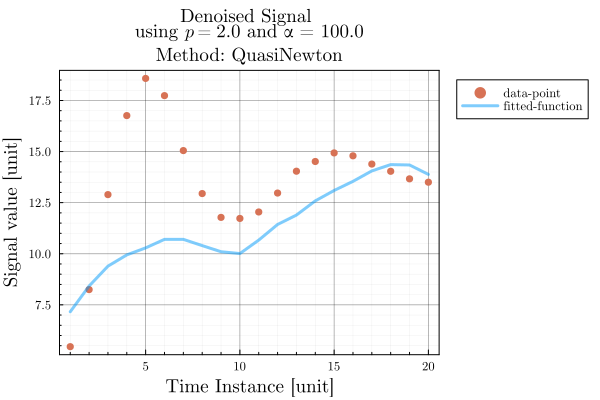 Denoised Signal
using p = 2.0 and α = 100.0
Method: QuasiNewton
data-point
fitted-function
17.5
15.0
12.5
10.0
7.5
Signal value [unit]
5
10
15
20
Time Instance [unit]